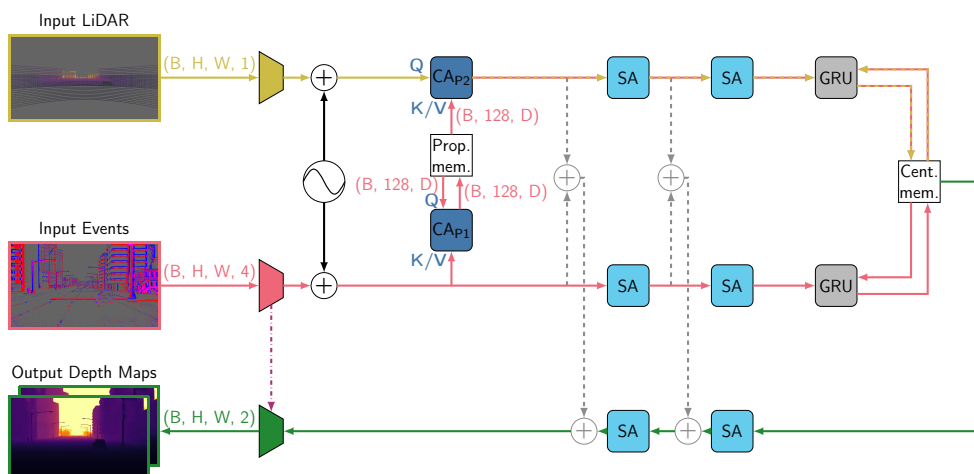 Input LiDAR
(B, H, W, 1)
Q
CAP2
K/V
(B, 128, D)
SA
SA
GRU
Prop.
mem.
(B, 128, D)
(B, 128, D)
Q
CAP1
K/V
Cent.
mem.
Input Events
(B, H, W, 4)
SA
SA
GRU
Output Depth Maps
(B, H, W, 2)
SA
SA